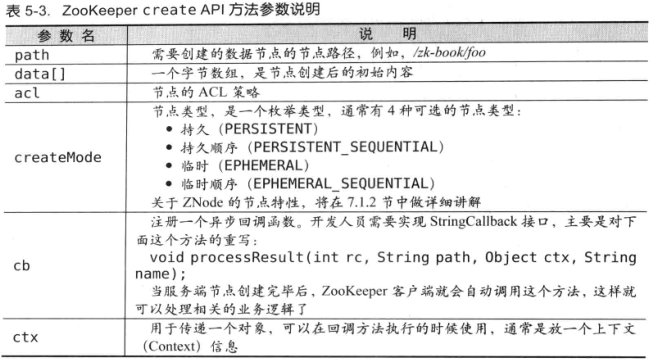 表 5-3. ZooKeeper create API 方法参数说明
参 数 名 说 明
path 需要创建的数据节点的节点路径，例如，/zk-book/foo
data[] 一个字节数组，是节点创建后的初始内容
acl 节点的 ACL 策略
节点类型，是一个枚举类型，通常有 4 种可选的节点类型：
• 持久（PERSISTENT）
• 持久顺序（PERSISTENT_SEQUENTIAL）
createMode
• 临时（EPHEMERAL）
• 临时顺序（EPHEMERAL_SEQUENTIAL）
关于 ZNode 的节点特性，将在 7.1.2 节中做详细讲解
注册一个异步回调函数。开发人员需要实现 StringCallback 接口，主要是对下
面这个方法的重写：
void processResult(int rc, String path, Object ctx, String
cb name);
当服务端节点创建完毕后，ZooKeeper 客户端就会自动调用这个方法，这样就
可以处理相关的业务逻辑了
ctx 用于传递一个对象，可以在回调方法执行的时候使用，通常是放一个上下文
（Context）信息